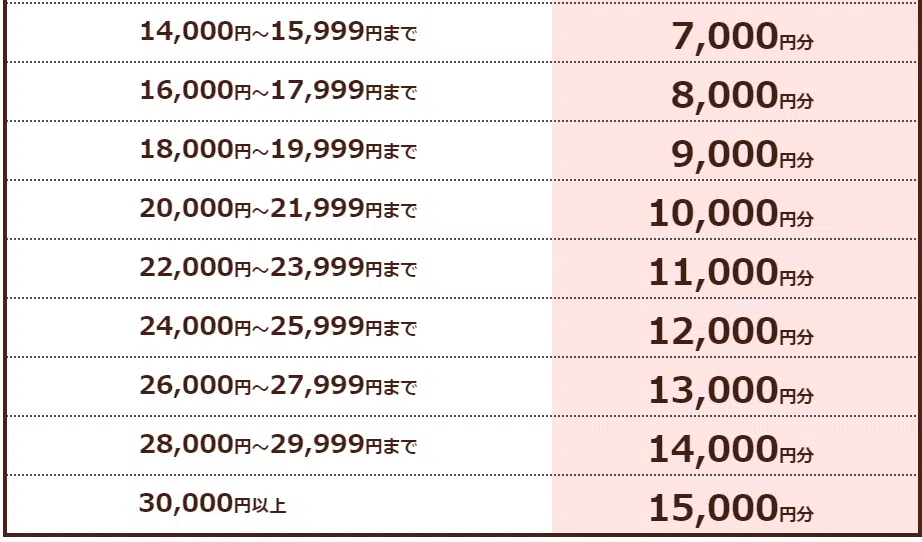 14,000円～15,999円まで 7,000円分
16,000円～17,999円まで 8,000円分
18,000円～19,999円まで 9,000円分
20,000円～21,999円まで 10,000円分
22,000円～23,999円まで 11,000円分
24,000円～25,999円まで 12,000円分
26,000円～27,999円まで 13,000円分
28,000円～29,999円まで 14,000円分
30,000円以上 15,000円分